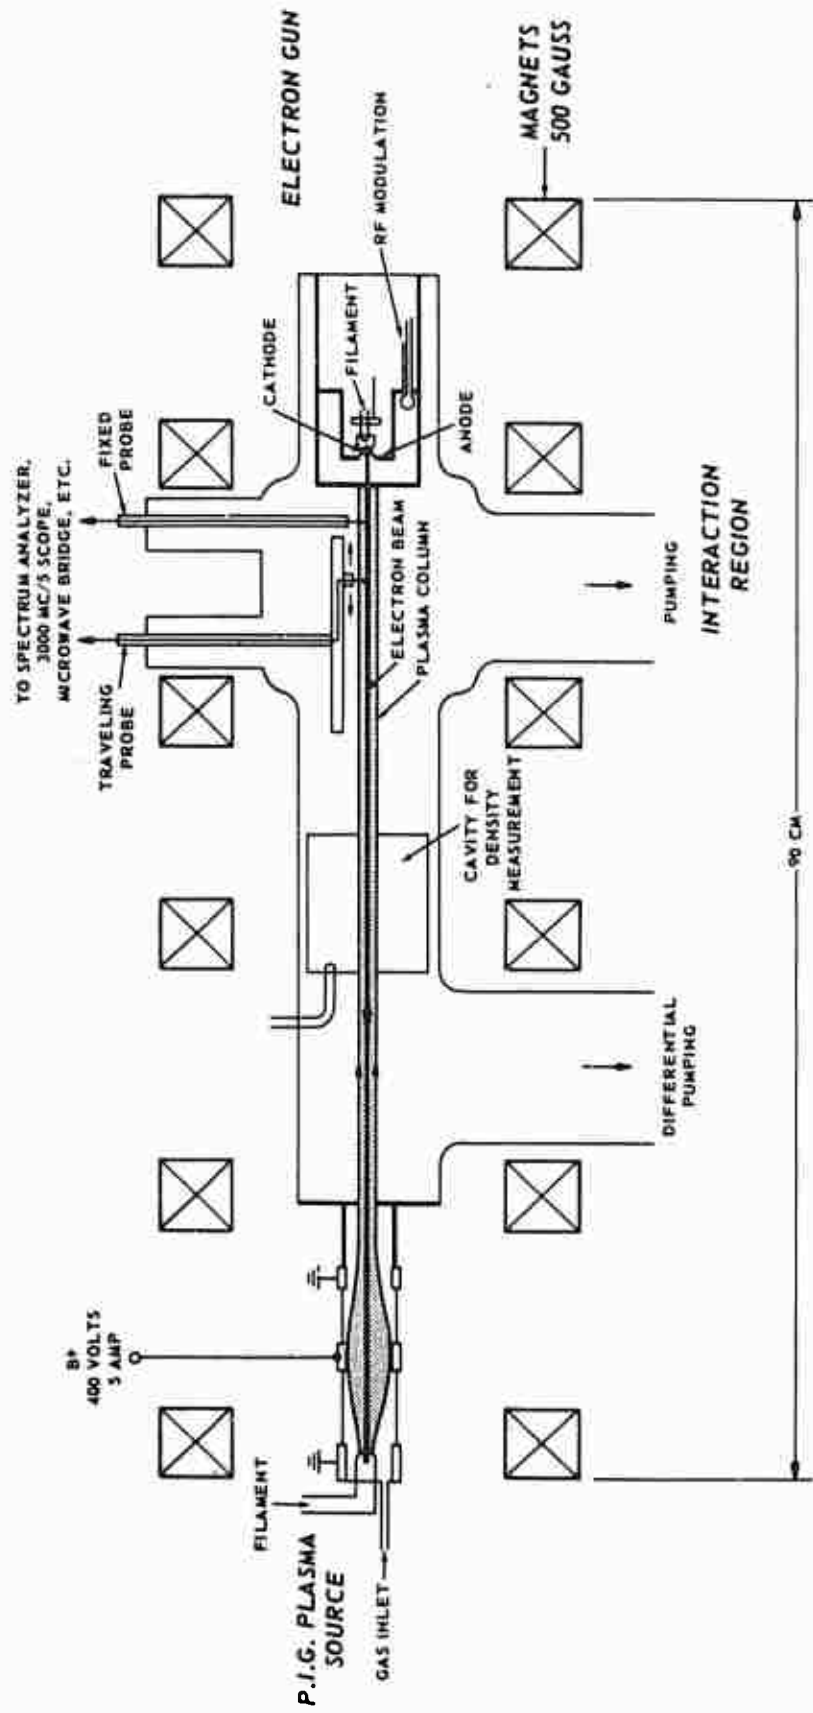 TO SPECTRUM ANALYZER,
3000 MC/S SCOPE,
MICROWAVE BRIDGE, ETC.
B+
400 VOLTS
5 AMP
TRAVELING
PROBE
FIXED
PROBE
ELECTRON GUN
FILAMENT
P.I.G. PLASMA
SOURCE
GAS INLET
CATHODE
FILAMENT
RF MODULATION
ANODE
ELECTRON BEAM
PLASMA COLUMN
CAVITY FOR
DENSITY
MEASUREMENT
MAGNETS
500 GAUSS
DIFFERENTIAL
PUMPING
PUMPING
INTERACTION
REGION
90 CM